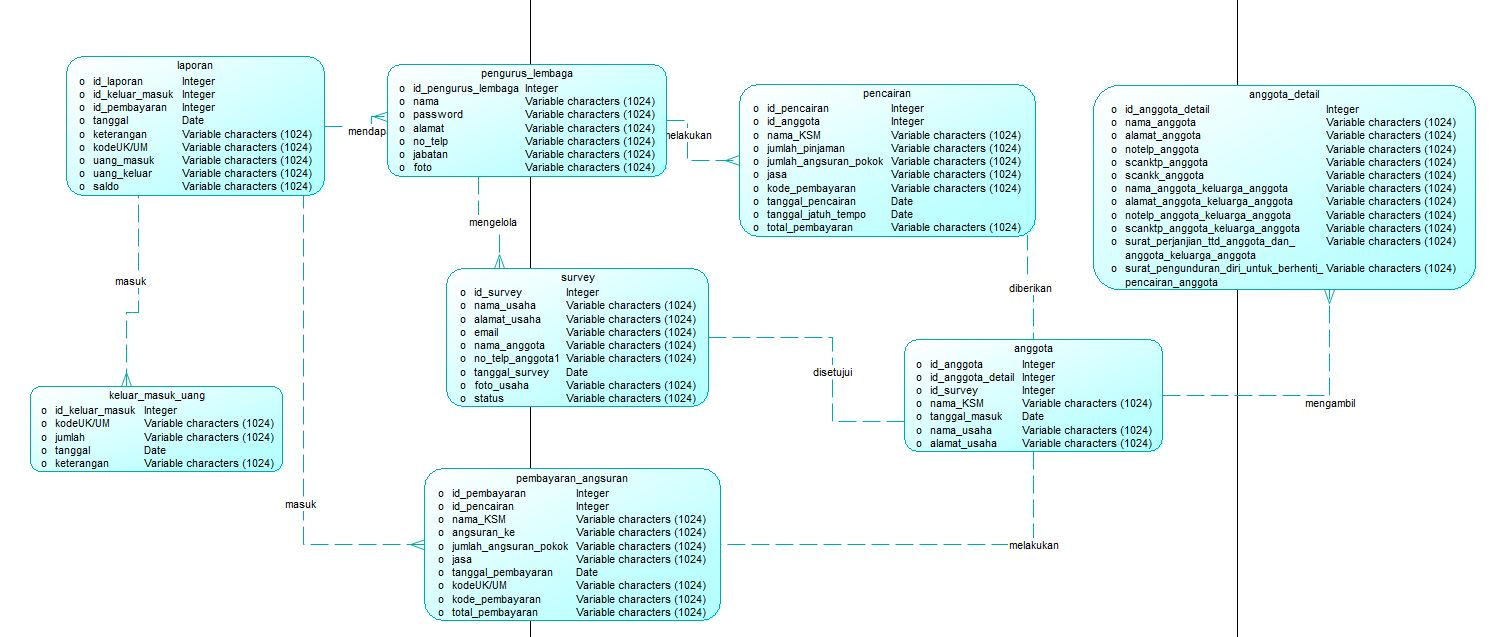 laporan
o id_laporan Integer
o id_keluar_masuk Integer
o id_pembayaran Integer
o tanggal Date
o keterangan Variable characters (1024)
o kodeUK/UM Variable characters (1024)
o uang_masuk Variable characters (1024)
o uang_keluar Variable characters (1024)
o saldo Variable characters (1024)
mendapa
pengurus_lembaga
o id_pengurus_lembaga Integer
o nama Variable characters (1024)
o password Variable characters (1024)
o alamat Variable characters (1024)
o no_telp Variable characters (1024)
o jabatan Variable characters (1024)
o foto Variable characters (1024)
melakukan
pencairan
o id_pencairan Integer
o id_anggota Integer
o nama_KSM Variable characters (1024)
o jumlah_pinjaman Variable characters (1024)
o jumlah_angsuran_pokok Variable characters (1024)
o jasa Variable characters (1024)
o kode_pembayaran Variable characters (1024)
o tanggal_pencairan Date
o tanggal_jatuh_tempo Date
o total_pembayaran Variable characters (1024)
anggota_detail
o id_anggota_detail Integer
o nama_anggota Variable characters (1024)
o alamat_anggota Variable characters (1024)
o notelp_anggota Variable characters (1024)
o scanktp_anggota Variable characters (1024)
o scankk_anggota Variable characters (1024)
o nama_anggota_keluarga_anggota Variable characters (1024)
o alamat_anggota_keluarga_anggota Variable characters (1024)
o notelp_anggota_keluarga_anggota Variable characters (1024)
o scanktp_anggota_keluarga_anggota Variable characters (1024)
o surat_perjanjian_ttd_anggota_dan_ Variable characters (1024)
anggota_keluarga_anggota
o surat_pengunduran_diri_untuk_berhenti_ Variable characters (1024)
pencairan_anggota
mengelola
masuk
diberikan
survey
o id_survey Integer
o nama_usaha Variable characters (1024)
o alamat_usaha Variable characters (1024)
o email Variable characters (1024)
o nama_anggota Variable characters (1024)
o no_telp_anggota1 Variable characters (1024)
o tanggal_survey Date
o foto_usaha Variable characters (1024)
o status Variable characters (1024)
disetujui
anggota
o id_anggota Integer
o id_anggota_detail Integer
o id_survey Integer
o nama_KSM Variable characters (1024)
o tanggal_masuk Date
o nama_usaha Variable characters (1024)
o alamat_usaha Variable characters (1024)
mengambil
keluar_masuk_uang
o id_keluar_masuk Integer
o kodeUK/UM Variable characters (1024)
o jumlah Variable characters (1024)
o tanggal Date
o keterangan Variable characters (1024)
masuk
pembayaran_angsuran
o id_pembayaran Integer
o id_pencairan Integer
o nama_KSM Variable characters (1024)
o angsuran_ke Variable characters (1024)
o jumlah_angsuran_pokok Variable characters (1024)
o jasa Variable characters (1024)
o tanggal_pembayaran Date
o kodeUK/UM Variable characters (1024)
o kode_pembayaran Variable characters (1024)
o total_pembayaran Variable characters (1024)
melakukan